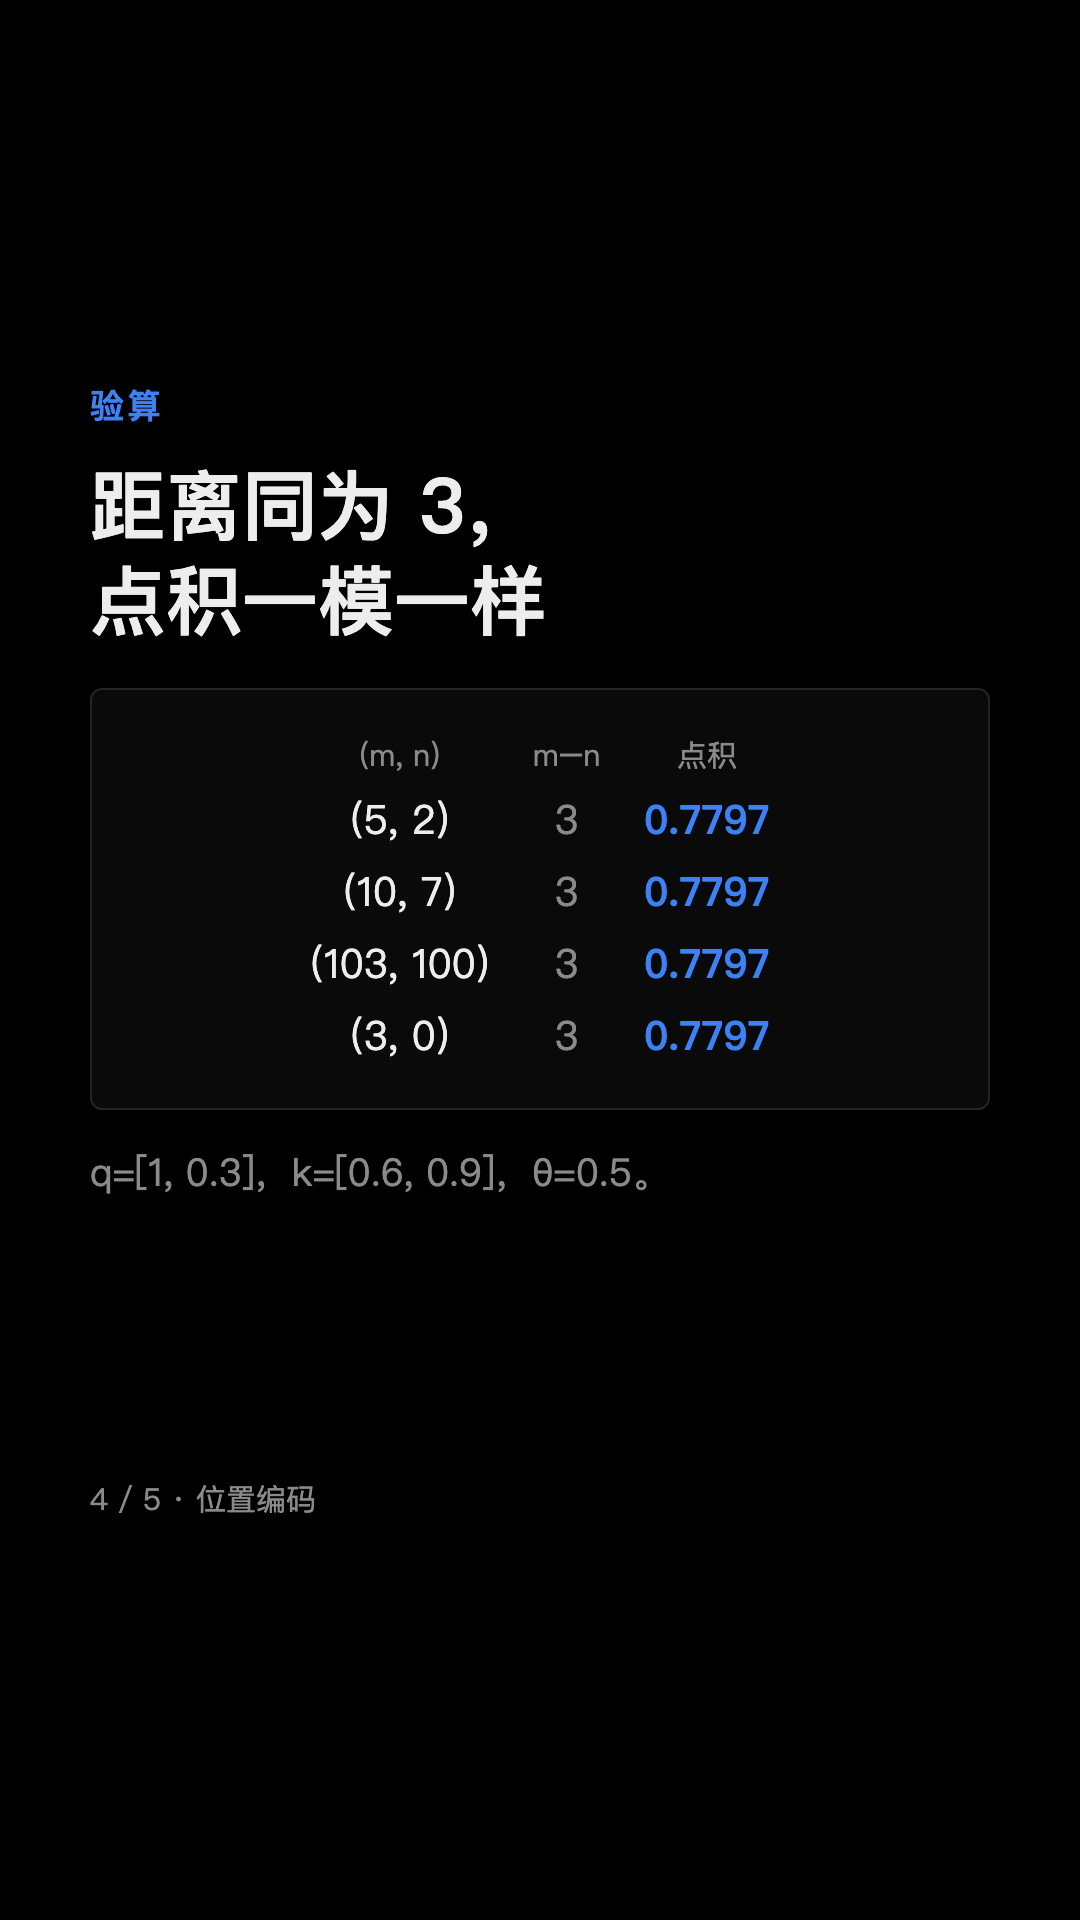 验算
距离同为 3,
点积一模一样
(m, n) m−n 点积
(5, 2) 3 0.7797
(10, 7) 3 0.7797
(103, 100) 3 0.7797
(3, 0) 3 0.7797
q=[1, 0.3], k=[0.6, 0.9], θ=0.5。
4 / 5 · 位置编码